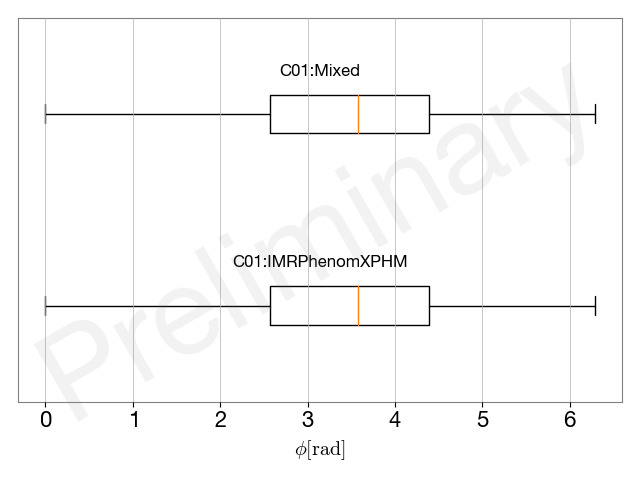 C01:Mixed
Preliminary
C01:IMRPhenomXPHM
0 1 2 3 4 5 6
ϕ[rad]